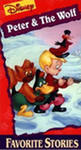 Disney
Peter & The Wolf
FAVORITE STORIES